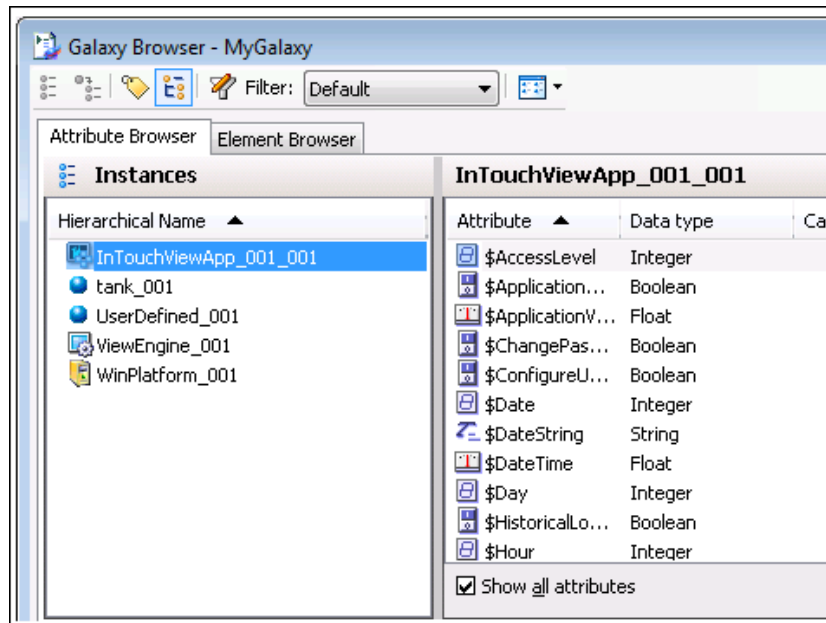 Galaxy Browser - MyGalaxy
Filter: Default
Attribute Browser Element Browser
Instances
Hierarchical Name
InTouchViewApp_001_001
tank_001
UserDefined_001
ViewEngine_001
WinPlatform_001
InTouchViewApp_001_001
Attribute Data type Ca
$AccessLevel Integer
$Application... Boolean
$ApplicationV... Float
$ChangePas... Boolean
$ConfigureU... Boolean
$Date Integer
$DateString String
$DateTime Float
$Day Integer
$HistoricalLo... Boolean
$Hour Integer
Show all attributes